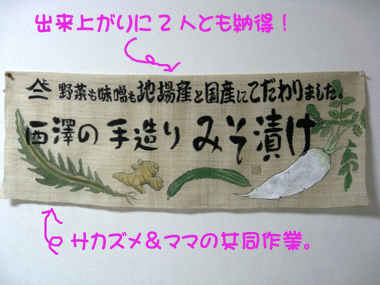 出来上がりに2人とも納得！
野菜も味噌も地場産と国産にこだわりました。
西澤の手造りみそ漬け
サカズメ＆ママの共同作業。